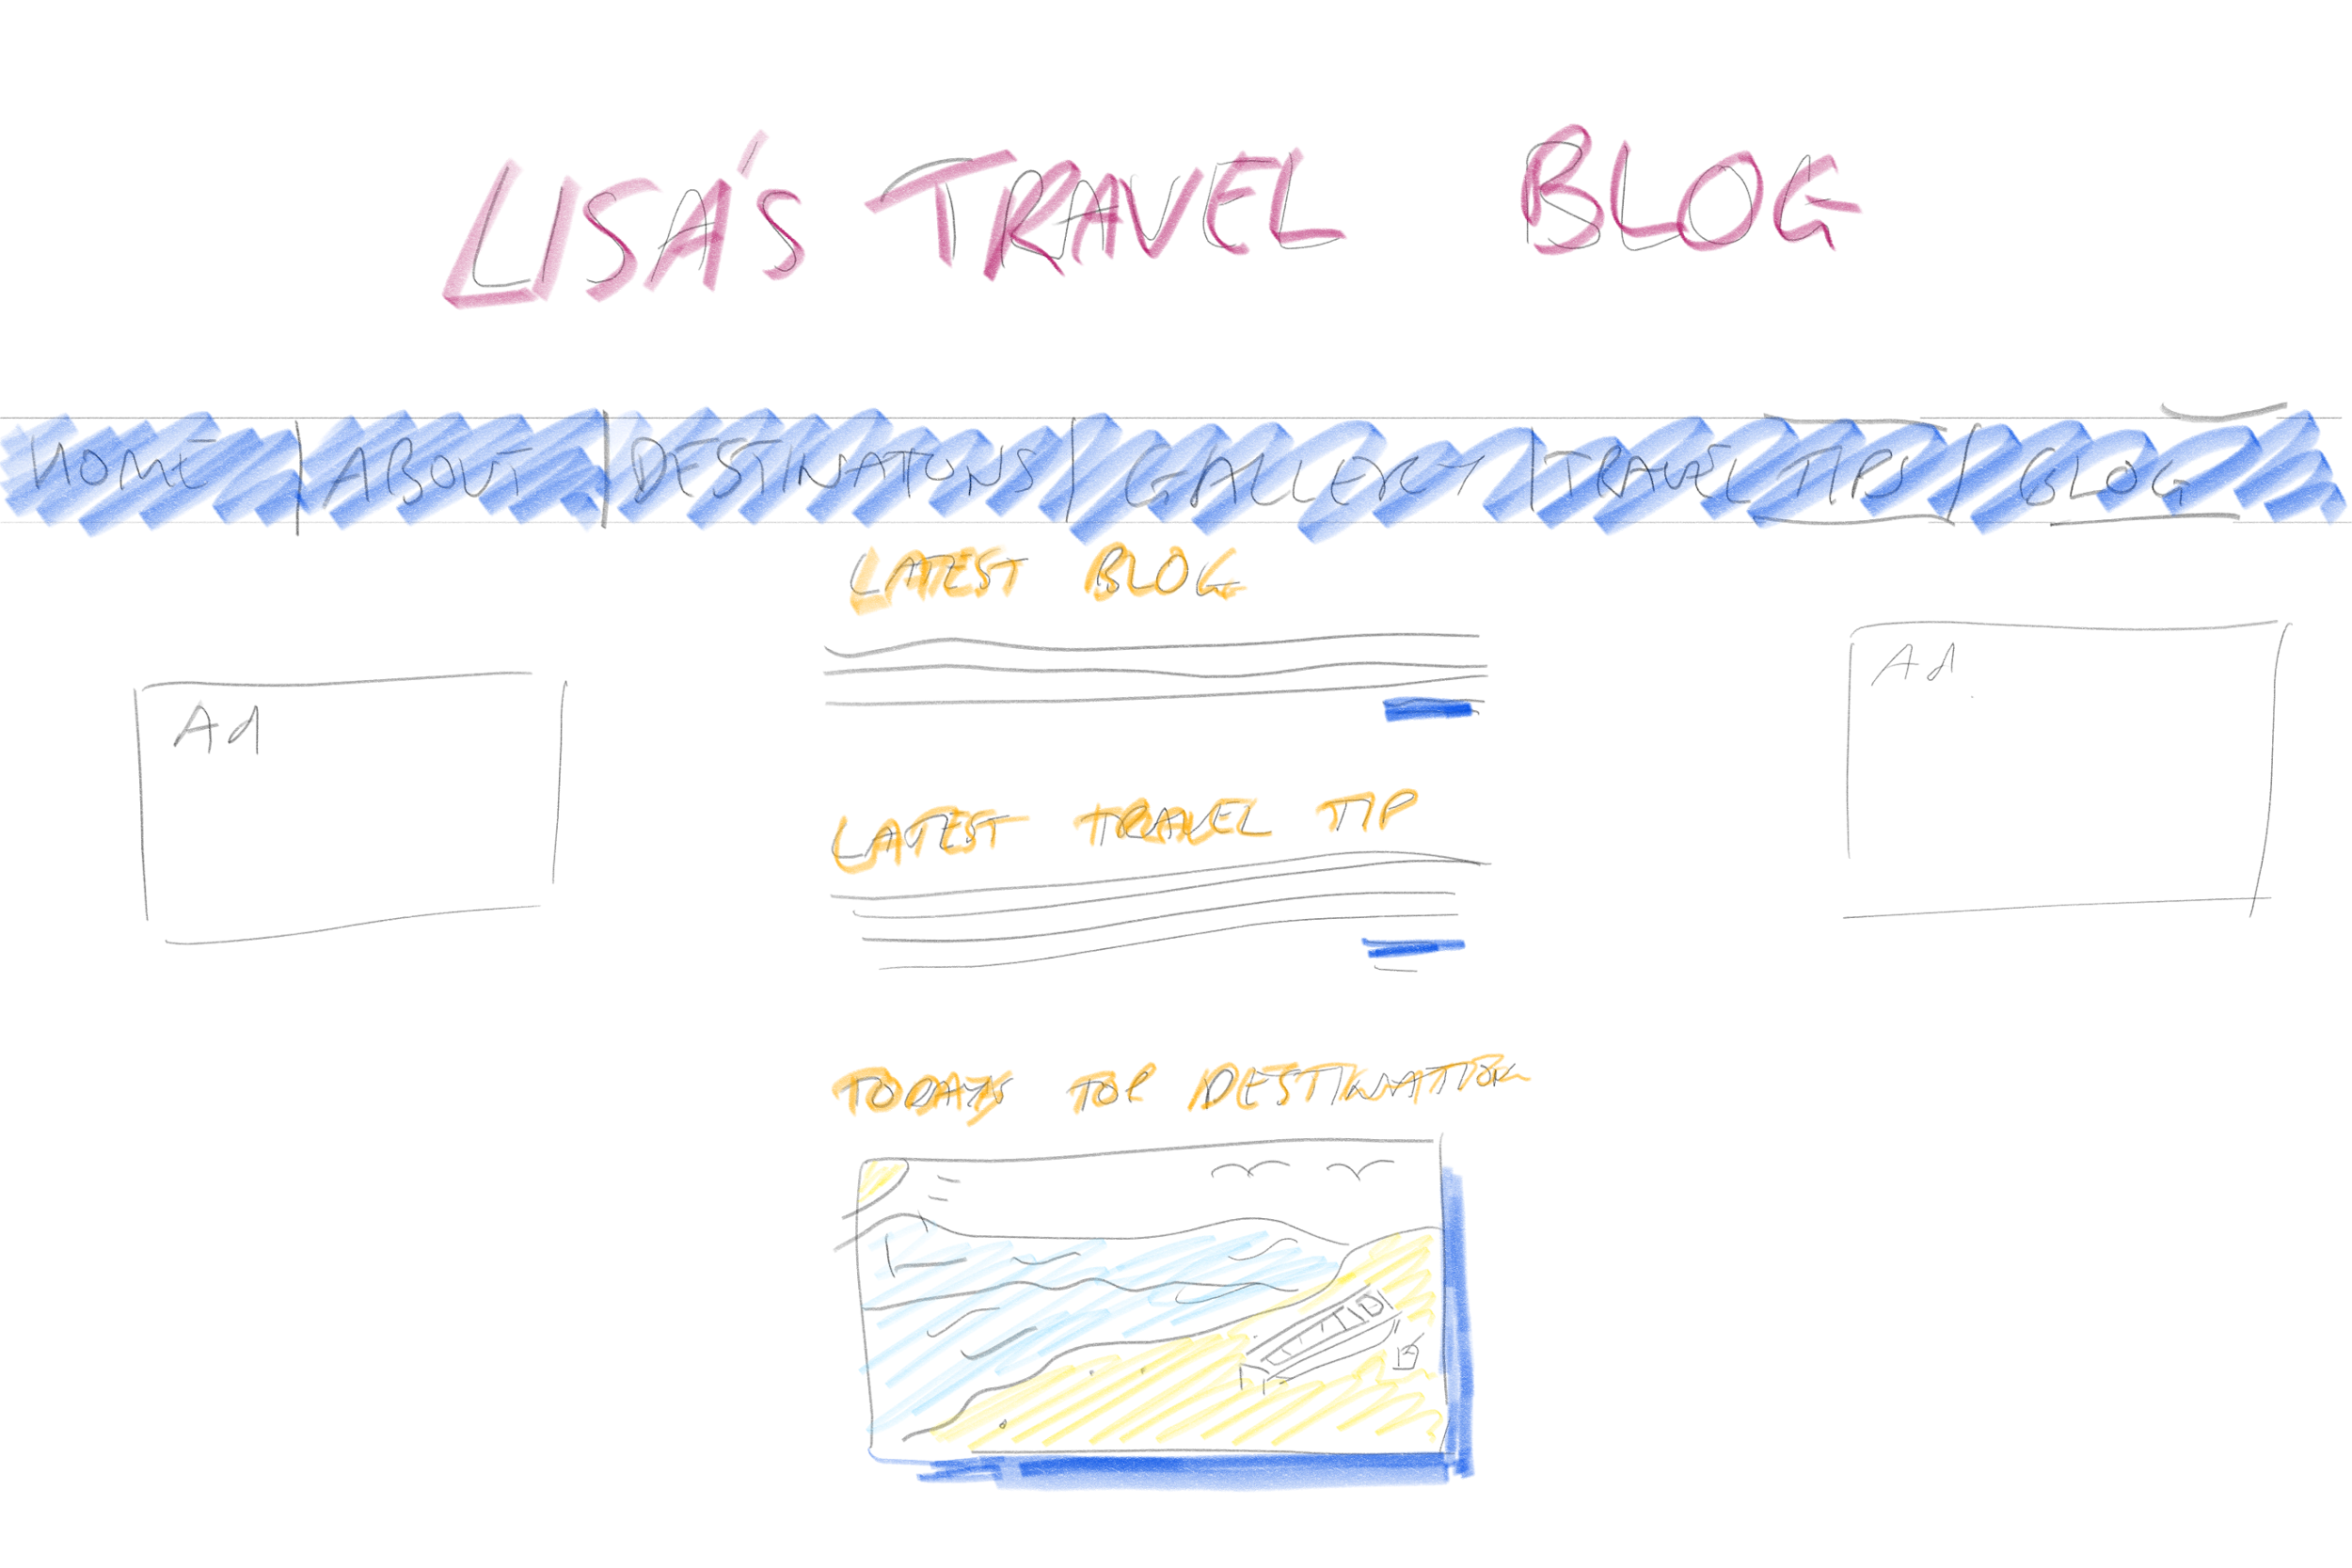 LISA'S TRAVEL BLOG
HOME | ABOUT | DESTINATIONS | GALLERY | TRAVEL TIPS | BLOG
LATEST BLOG
Ad
Ad
LATEST TRAVEL TIP
TODAYS TOP DESTINATION